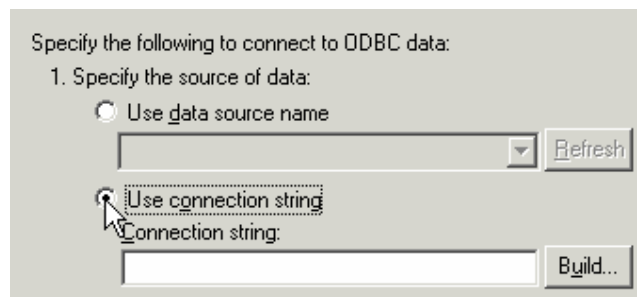 Specify the following to connect to ODBC data:
1. Specify the source of data:
Use data source name
Refresh
Use connection string
Connection string:
Build...